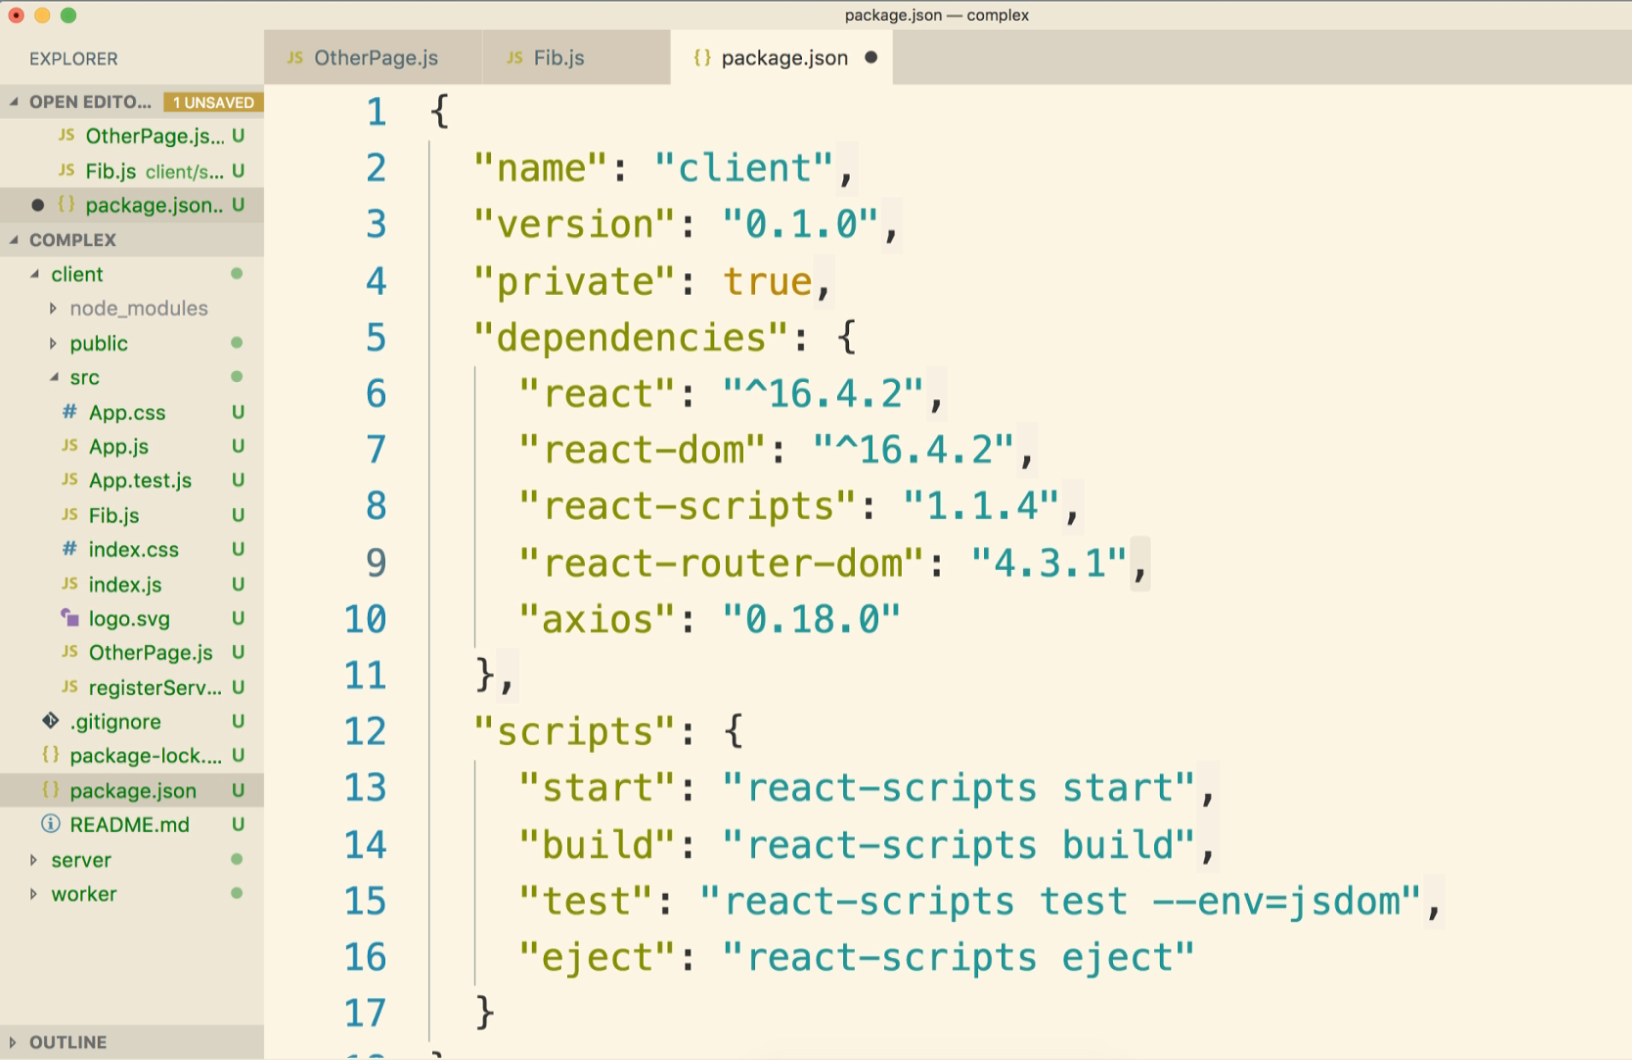 package.json — complex
EXPLORER
OPEN EDITO... 1 UNSAVED
JS OtherPage.js... U
JS Fib.js client/s... U
{} package.json.. U
COMPLEX
client
node_modules
public
src
# App.css U
JS App.js U
JS App.test.js U
JS Fib.js U
# index.css U
JS index.js U
logo.svg U
JS OtherPage.js U
JS registerServ... U
.gitignore U
{} package-lock.... U
{} package.json U
README.md U
server
worker
OUTLINE
JS OtherPage.js JS Fib.js {} package.json
1 {
2 "name": "client",
3 "version": "0.1.0",
4 "private": true,
5 "dependencies": {
6 "react": "^16.4.2",
7 "react-dom": "^16.4.2",
8 "react-scripts": "1.1.4",
9 "react-router-dom": "4.3.1",
10 "axios": "0.18.0"
11 },
12 "scripts": {
13 "start": "react-scripts start",
14 "build": "react-scripts build",
15 "test": "react-scripts test --env=jsdom",
16 "eject": "react-scripts eject"
17 }